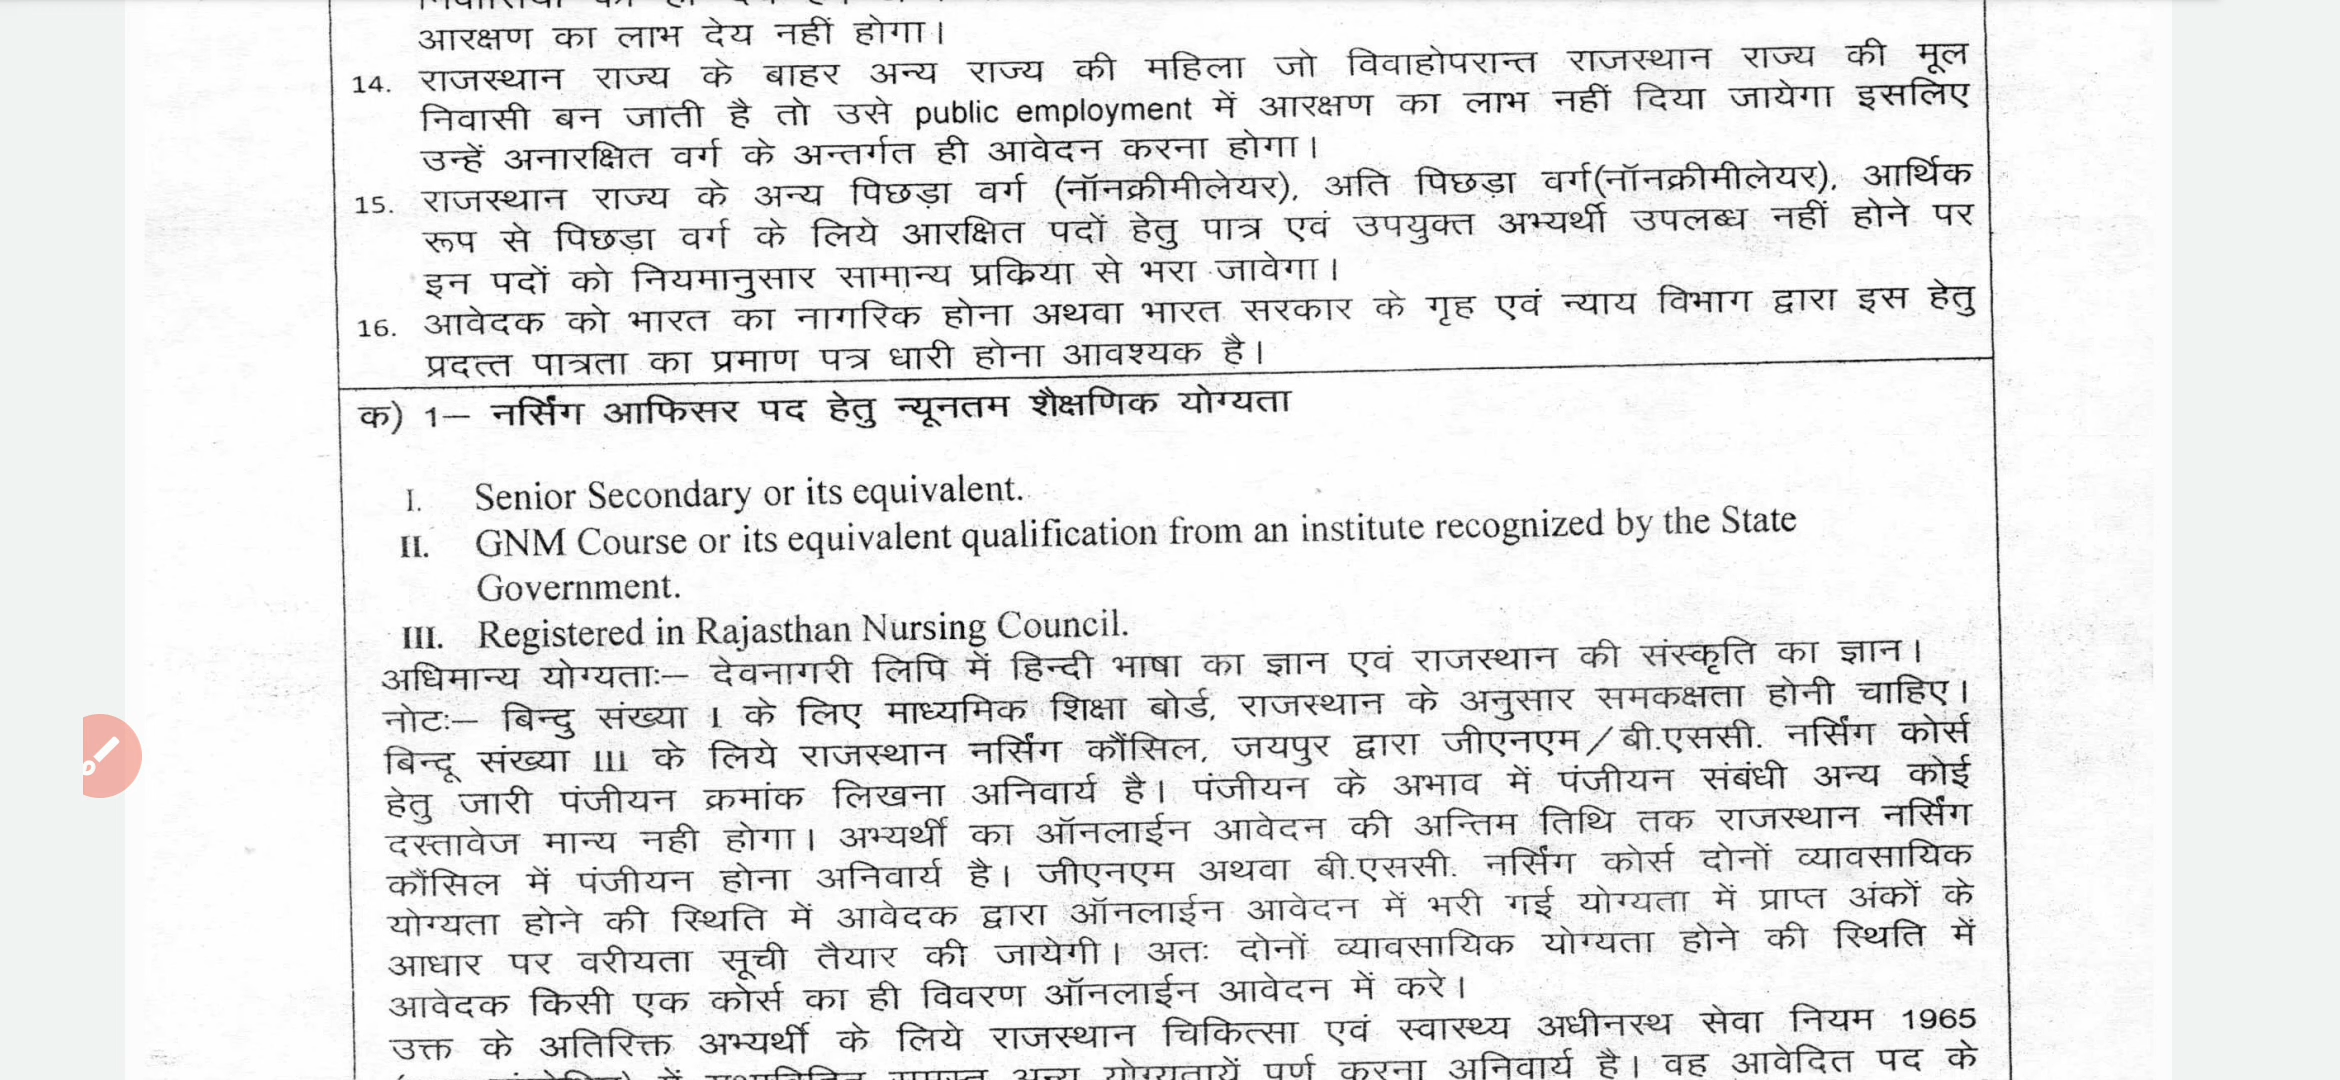 आरक्षण का लाभ देय नहीं होगा।
14. राजस्थान राज्य के बाहर अन्य राज्य की महिला जो विवाहोपरान्त राजस्थान राज्य की मूल
निवासी बन जाती है तो उसे public employment में आरक्षण का लाभ नहीं दिया जायेगा इसलिए
उन्हें अनारक्षित वर्ग के अन्तर्गत ही आवेदन करना होगा।
15. राजस्थान राज्य के अन्य पिछड़ा वर्ग (नॉनक्रीमीलेयर), अति पिछड़ा वर्ग(नॉनक्रीमीलेयर), आर्थिक
रूप से पिछड़ा वर्ग के लिये आरक्षित पदों हेतु पात्र एवं उपयुक्त अभ्यर्थी उपलब्ध नहीं होने पर
इन पदों को नियमानुसार सामान्य प्रकिया से भरा जावेगा।
16. आवेदक को भारत का नागरिक होना अथवा भारत सरकार के गृह एवं न्याय विभाग द्वारा इस हेतु
प्रदत्त पात्रता का प्रमाण पत्र धारी होना आवश्यक है।
क) 1– नर्सिंग आफिसर पद हेतु न्यूनतम शैक्षणिक योग्यता
I. Senior Secondary or its equivalent.
II. GNM Course or its equivalent qualification from an institute recognized by the State
Government.
III. Registered in Rajasthan Nursing Council.
अधिमान्य योग्यताः– देवनागरी लिपि में हिन्दी भाषा का ज्ञान एवं राजस्थान की संस्कृति का ज्ञान।
नोटः– बिन्दु संख्या I के लिए माध्यमिक शिक्षा बोर्ड, राजस्थान के अनुसार समकक्षता होनी चाहिए।
बिन्दू संख्या III के लिये राजस्थान नर्सिंग कौंसिल, जयपुर द्वारा जीएनएम/बी.एससी. नर्सिंग कोर्स
हेतु जारी पंजीयन क्रमांक लिखना अनिवार्य है। पंजीयन के अभाव में पंजीयन संबंधी अन्य कोई
दस्तावेज मान्य नही होगा। अभ्यर्थी का ऑनलाईन आवेदन की अन्तिम तिथि तक राजस्थान नर्सिंग
कौंसिल में पंजीयन होना अनिवार्य है। जीएनएम अथवा बी.एससी. नर्सिंग कोर्स दोनों व्यावसायिक
योग्यता होने की स्थिति में आवेदक द्वारा ऑनलाईन आवेदन में भरी गई योग्यता में प्राप्त अंकों के
आधार पर वरीयता सूची तैयार की जायेगी। अतः दोनों व्यावसायिक योग्यता होने की स्थिति में
आवेदक किसी एक कोर्स का ही विवरण ऑनलाईन आवेदन में करे।
उक्त के अतिरिक्त अभ्यर्थी के लिये राजस्थान चिकित्सा एवं स्वास्थ्य अधीनस्थ सेवा नियम 1965
अन्य योग्यतायें पूर्ण करना अनिवार्य है। वह आवेदित पद के